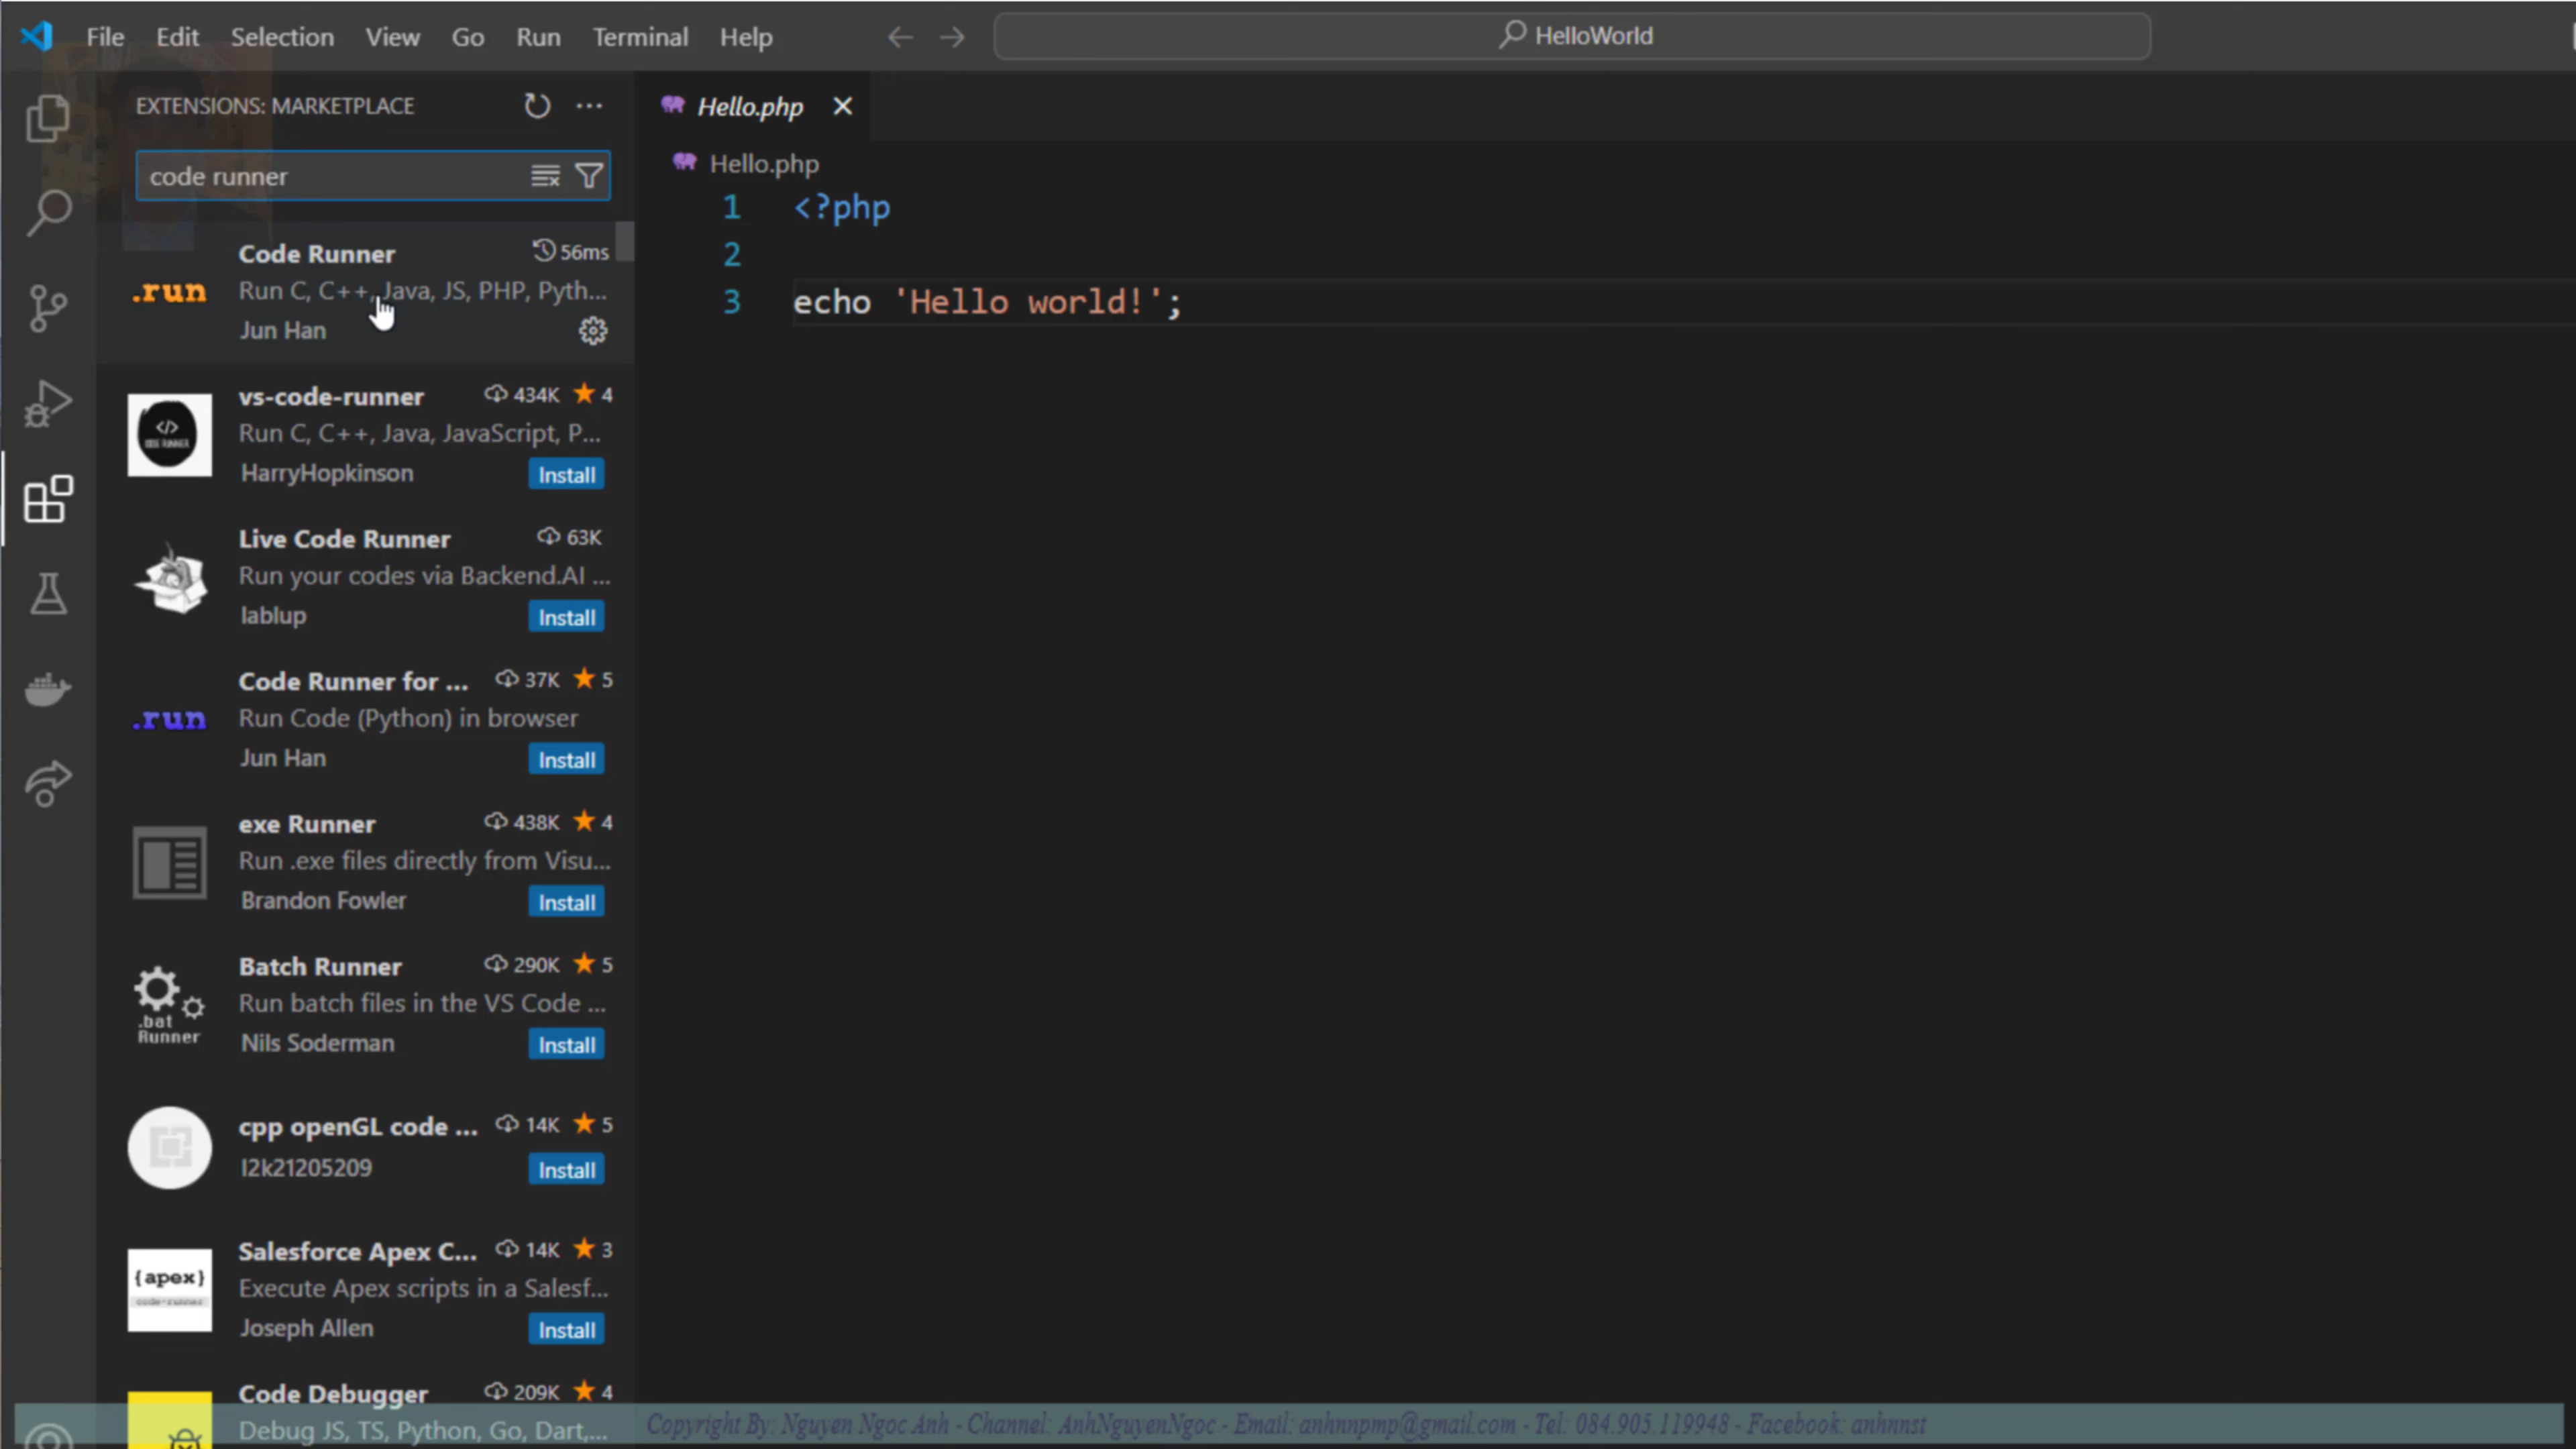 File Edit Selection View Go Run Terminal Help HelloWorld
EXTENSIONS: MARKETPLACE
code runner
Code Runner 56ms
.run
Run C, C++, Java, JS, PHP, Pyth...
Jun Han
vs-code-runner 434K 4
</>
CODE RUNNER
Run C, C++, Java, JavaScript, P...
HarryHopkinson Install
Live Code Runner 63K
Run your codes via Backend.AI ...
lablup Install
Code Runner for ... 37K 5
.run
Run Code (Python) in browser
Jun Han Install
exe Runner 438K 4
Run .exe files directly from Visu...
Brandon Fowler Install
Batch Runner 290K 5
Run batch files in the VS Code ...
.bat
Runner
Nils Soderman Install
cpp openGL code ... 14K 5
l2k21205209 Install
Salesforce Apex C... 14K 3
{apex}
code-runner
Execute Apex scripts in a Salesf...
Joseph Allen Install
Code Debugger 209K 4
Debug JS, TS, Python, Go, Dart,...
Hello.php
Hello.php
1 <?php
2
3 echo 'Hello world!';
Copyright By: Nguyen Ngoc Anh - Channel: AnhNguyenNgoc - Email: anhnnpmp@gmail.com - Tel: 084.905.119948 - Facebook: anhnnst